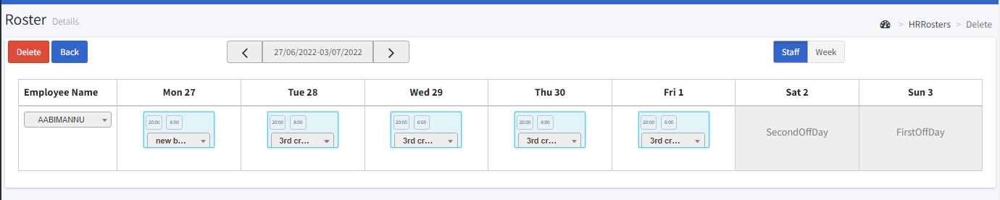 Roster Details
> HRRosters > Delete
Delete Back 27/06/2022-03/07/2022 Staff Week
Employee Name Mon 27 Tue 28 Wed 29 Thu 30 Fri 1 Sat 2 Sun 3
AABIMANNU 20:00 6:00 20:00 6:00 20:00 6:00 20:00 6:00 20:00 6:00 SecondOffDay FirstOffDay
new b... 3rd cr... 3rd cr... 3rd cr... 3rd cr...